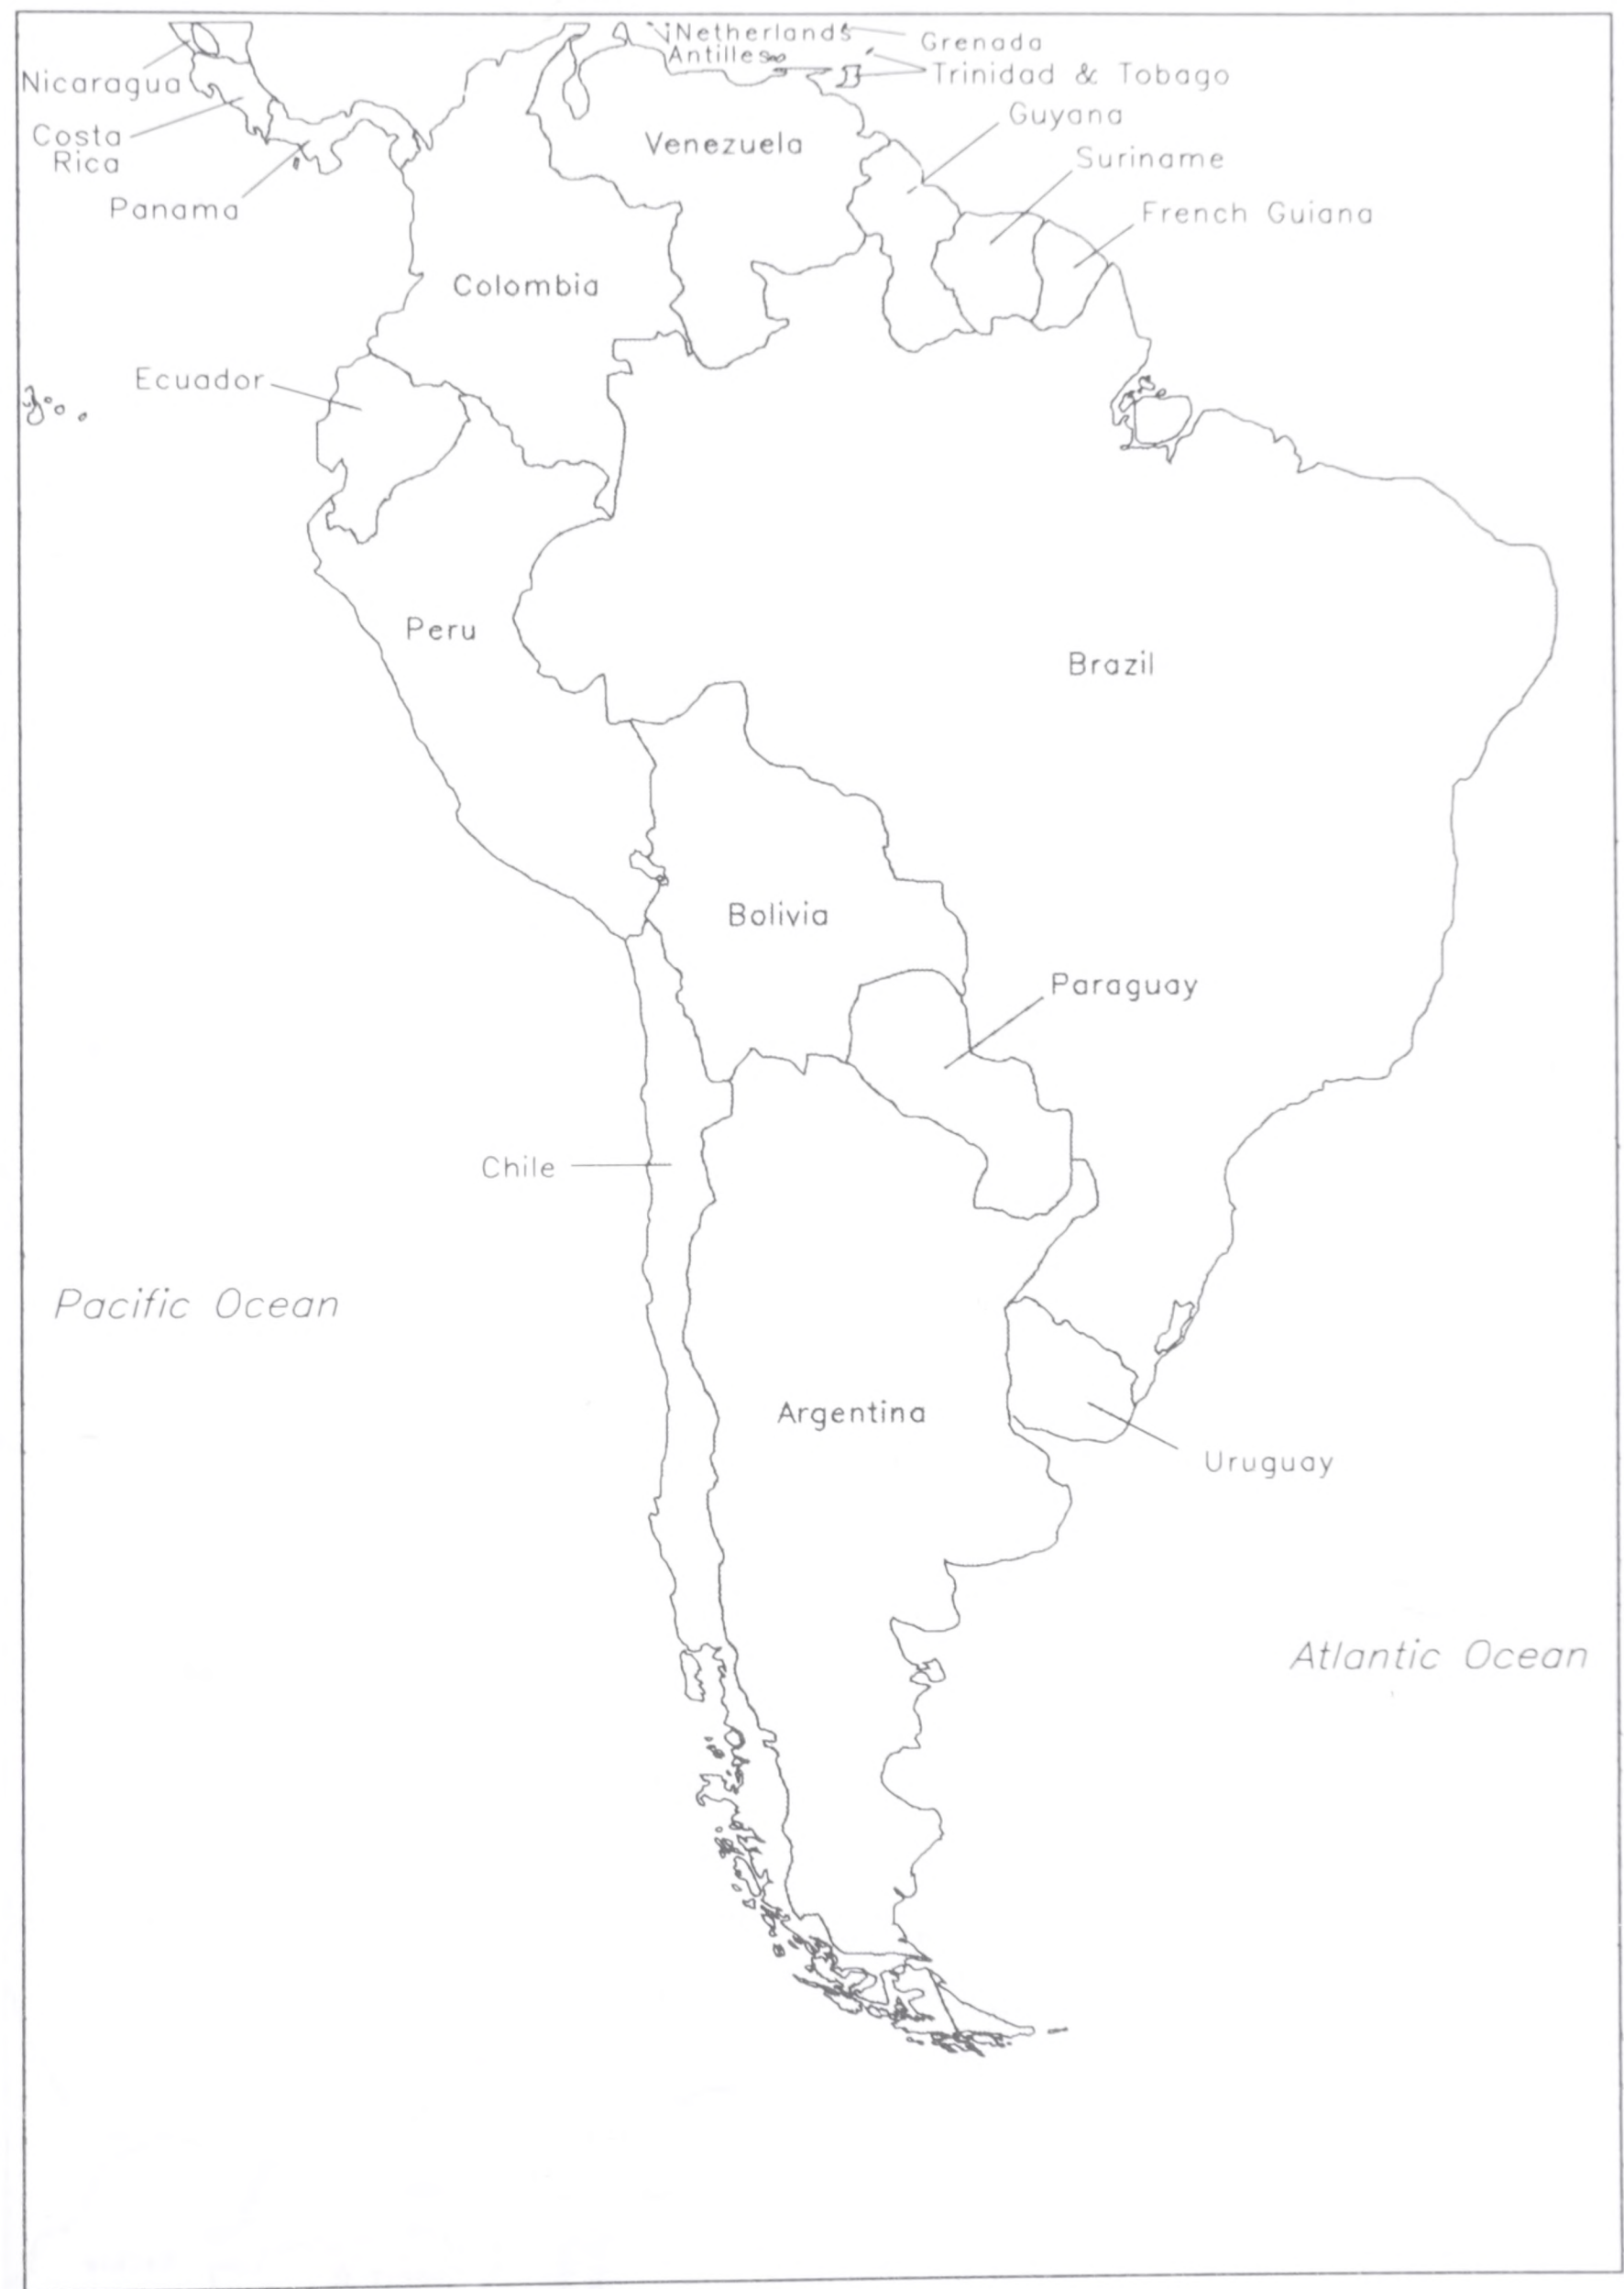 Netherlands
Grenada
Antilles
Trinidad & Tobago
Nicaragua
Guyana
Costa
Rica
Venezuela
Suriname
Panama
French Guiana
Colombia
Ecuador
Peru
Brazil
Bolivia
Paraguay
Chile
Pacific Ocean
Argentina
Uruguay
Atlantic Ocean